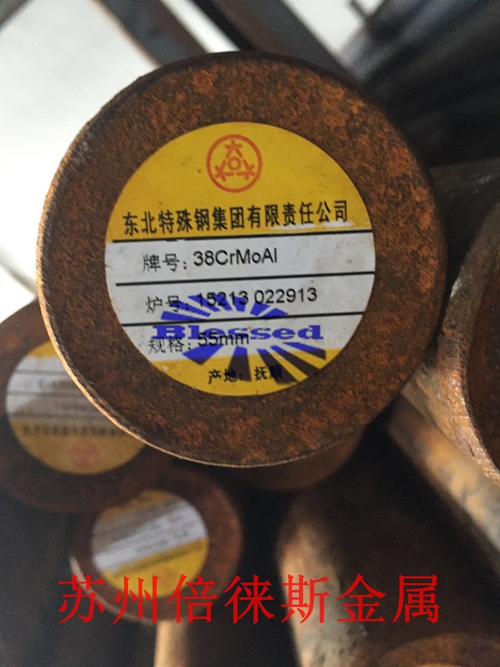 东北特殊钢集团有限责任公司
牌号: 38CrMoAl
炉号: 15213 022913
Blessed
规格: 55mm
产地: 抚顺
苏州倍徕斯金属